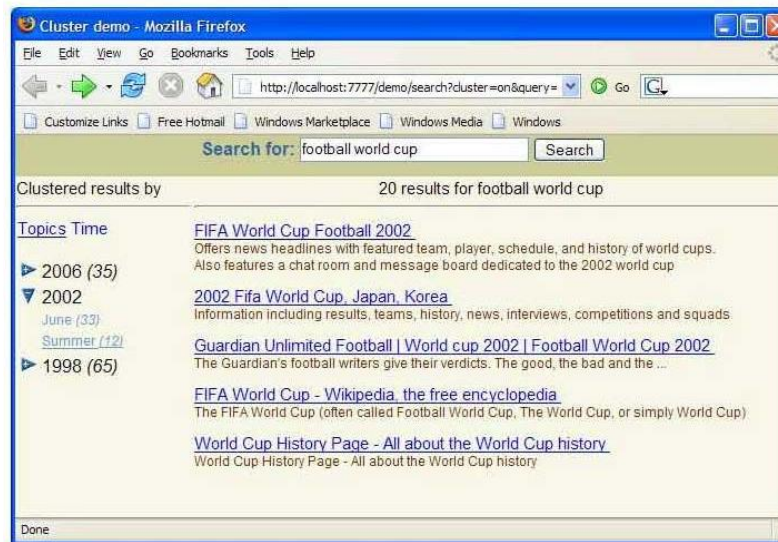 Cluster demo - Mozilla Firefox
File Edit View Go Bookmarks Tools Help
http://localhost:7777/demo/search?cluster=on&query= Go G
Customize Links Free Hotmail Windows Marketplace Windows Media Windows
Search for: football world cup Search
Clustered results by
20 results for football world cup
Topics Time
2006 (35)
2002
June (33)
Summer (12)
1998 (65)
FIFA World Cup Football 2002
Offers news headlines with featured team, player, schedule, and history of world cups.
Also features a chat room and message board dedicated to the 2002 world cup
2002 Fifa World Cup, Japan, Korea
Information including results, teams, history, news, interviews, competitions and squads
Guardian Unlimited Football | World cup 2002 | Football World Cup 2002
The Guardian's football writers give their verdicts. The good, the bad and the ...
FIFA World Cup - Wikipedia, the free encyclopedia
The FIFA World Cup (often called Football World Cup, The World Cup, or simply World Cup)
World Cup History Page - All about the World Cup history
World Cup History Page - All about the World Cup history
Done